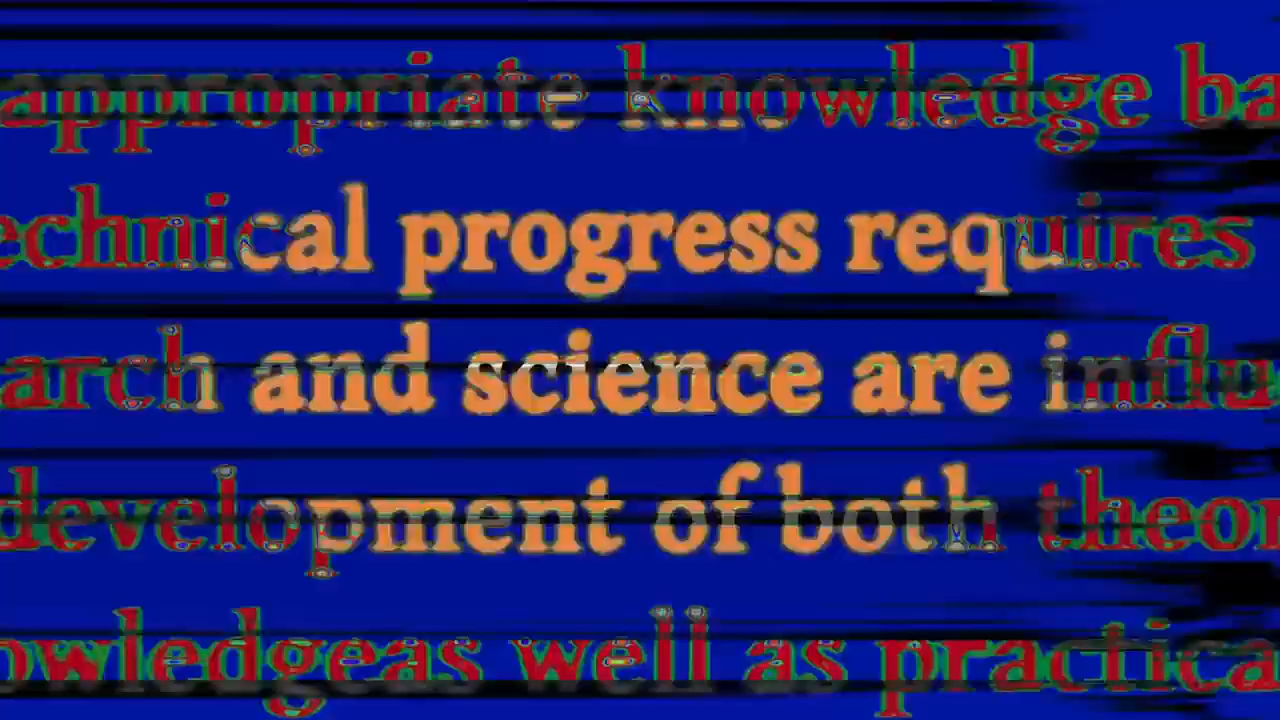 appropriate knowledge ba
echnical progress requires
arch and science are influ
development of both theor
owledgeas well as practica